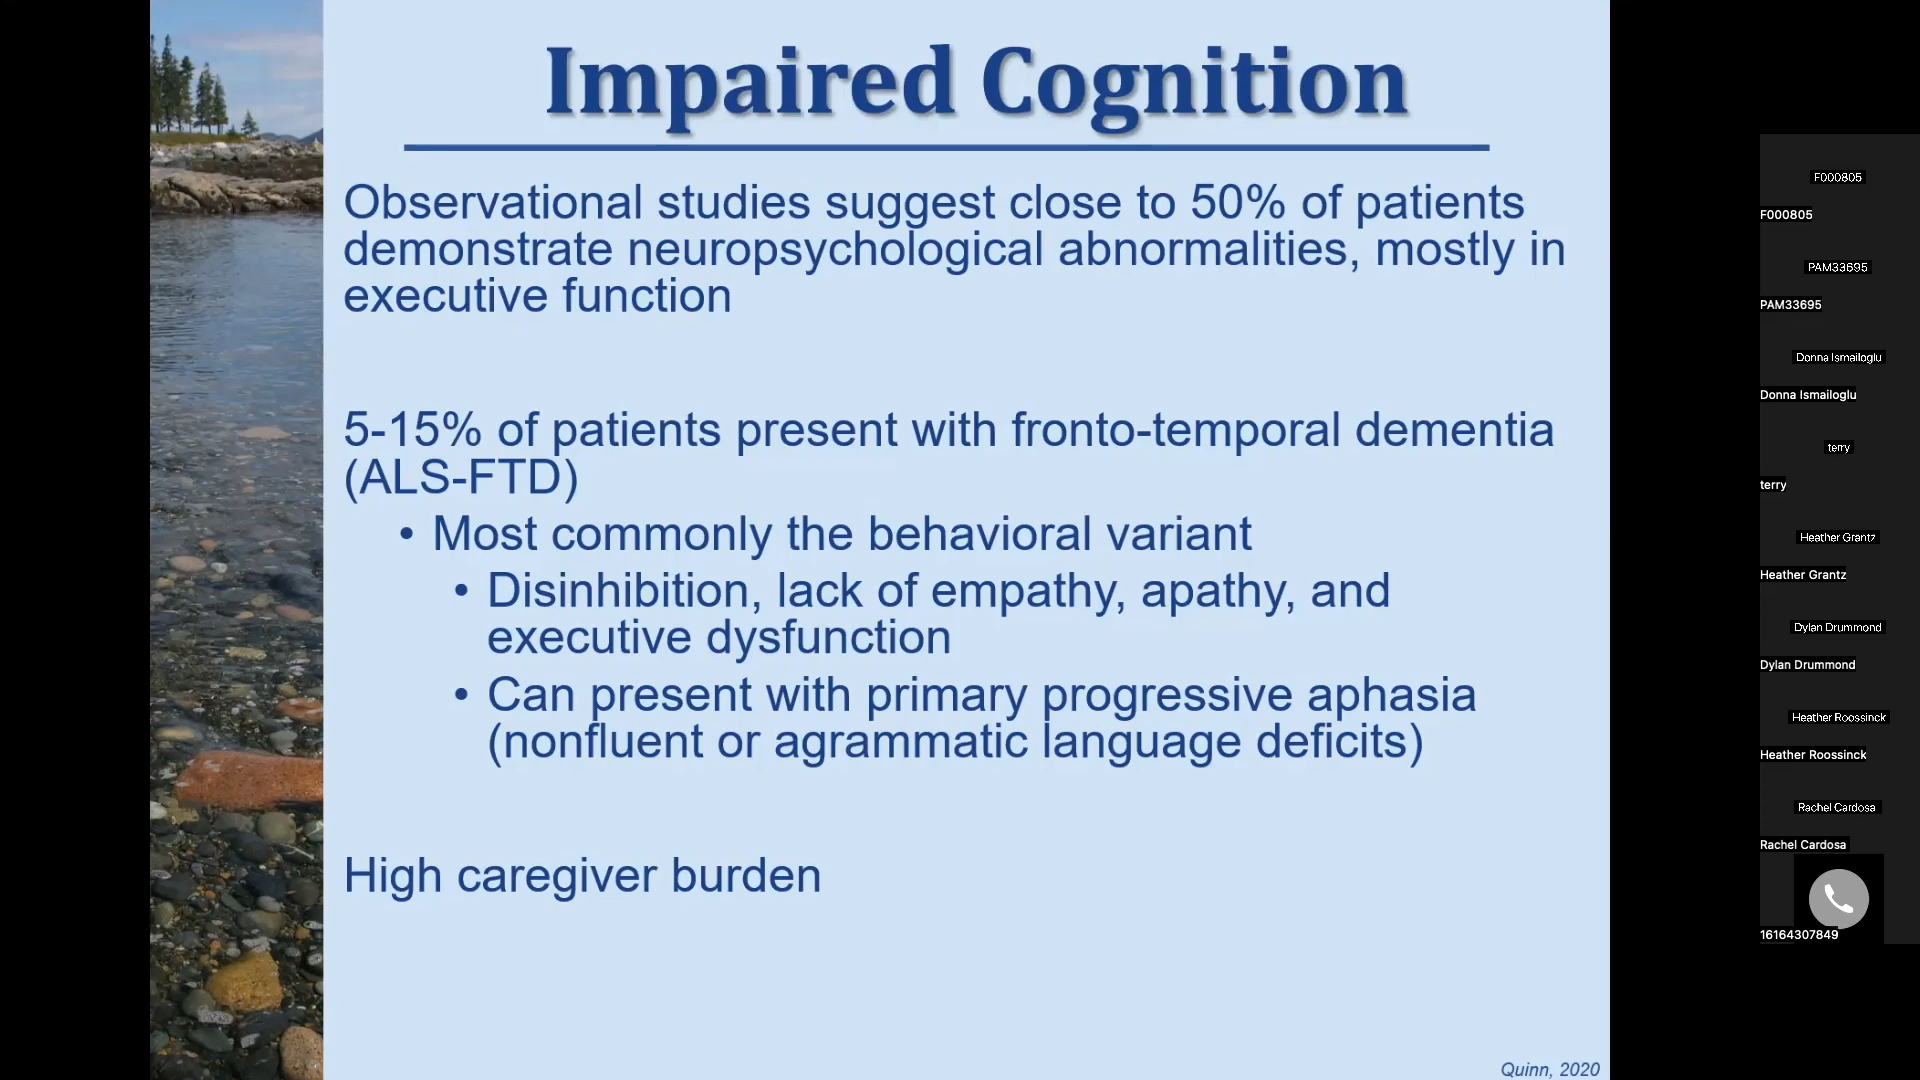 Impaired Cognition
Observational studies suggest close to 50% of patients
demonstrate neuropsychological abnormalities, mostly in
executive function
5-15% of patients present with fronto-temporal dementia
(ALS-FTD)
• Most commonly the behavioral variant
• Disinhibition, lack of empathy, apathy, and
executive dysfunction
• Can present with primary progressive aphasia
(nonfluent or agrammatic language deficits)
High caregiver burden
Quinn, 2020
F000805
F000805
PAM33695
PAM33695
Donna Ismailoglu
Donna Ismailoglu
terry
terry
Heather Grantz
Heather Grantz
Dylan Drummond
Dylan Drummond
Heather Roossinck
Heather Roossinck
Rachel Cardosa
Rachel Cardosa
16164307849